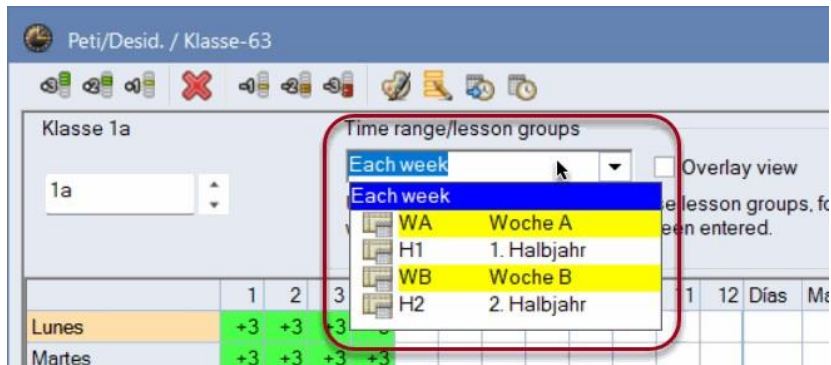 Peti/Desid. / Klasse-63
Klasse 1a
Time range/lesson groups
Each week
Overlay view
1a
Each week
e lesson groups, fo
WA Woche A
een entered.
H1 1. Halbjahr
WB Woche B
H2 2. Halbjahr
1 2 3 11 12 Días Ma
Lunes +3 +3 +3
Martes +3 +3 +3 +3